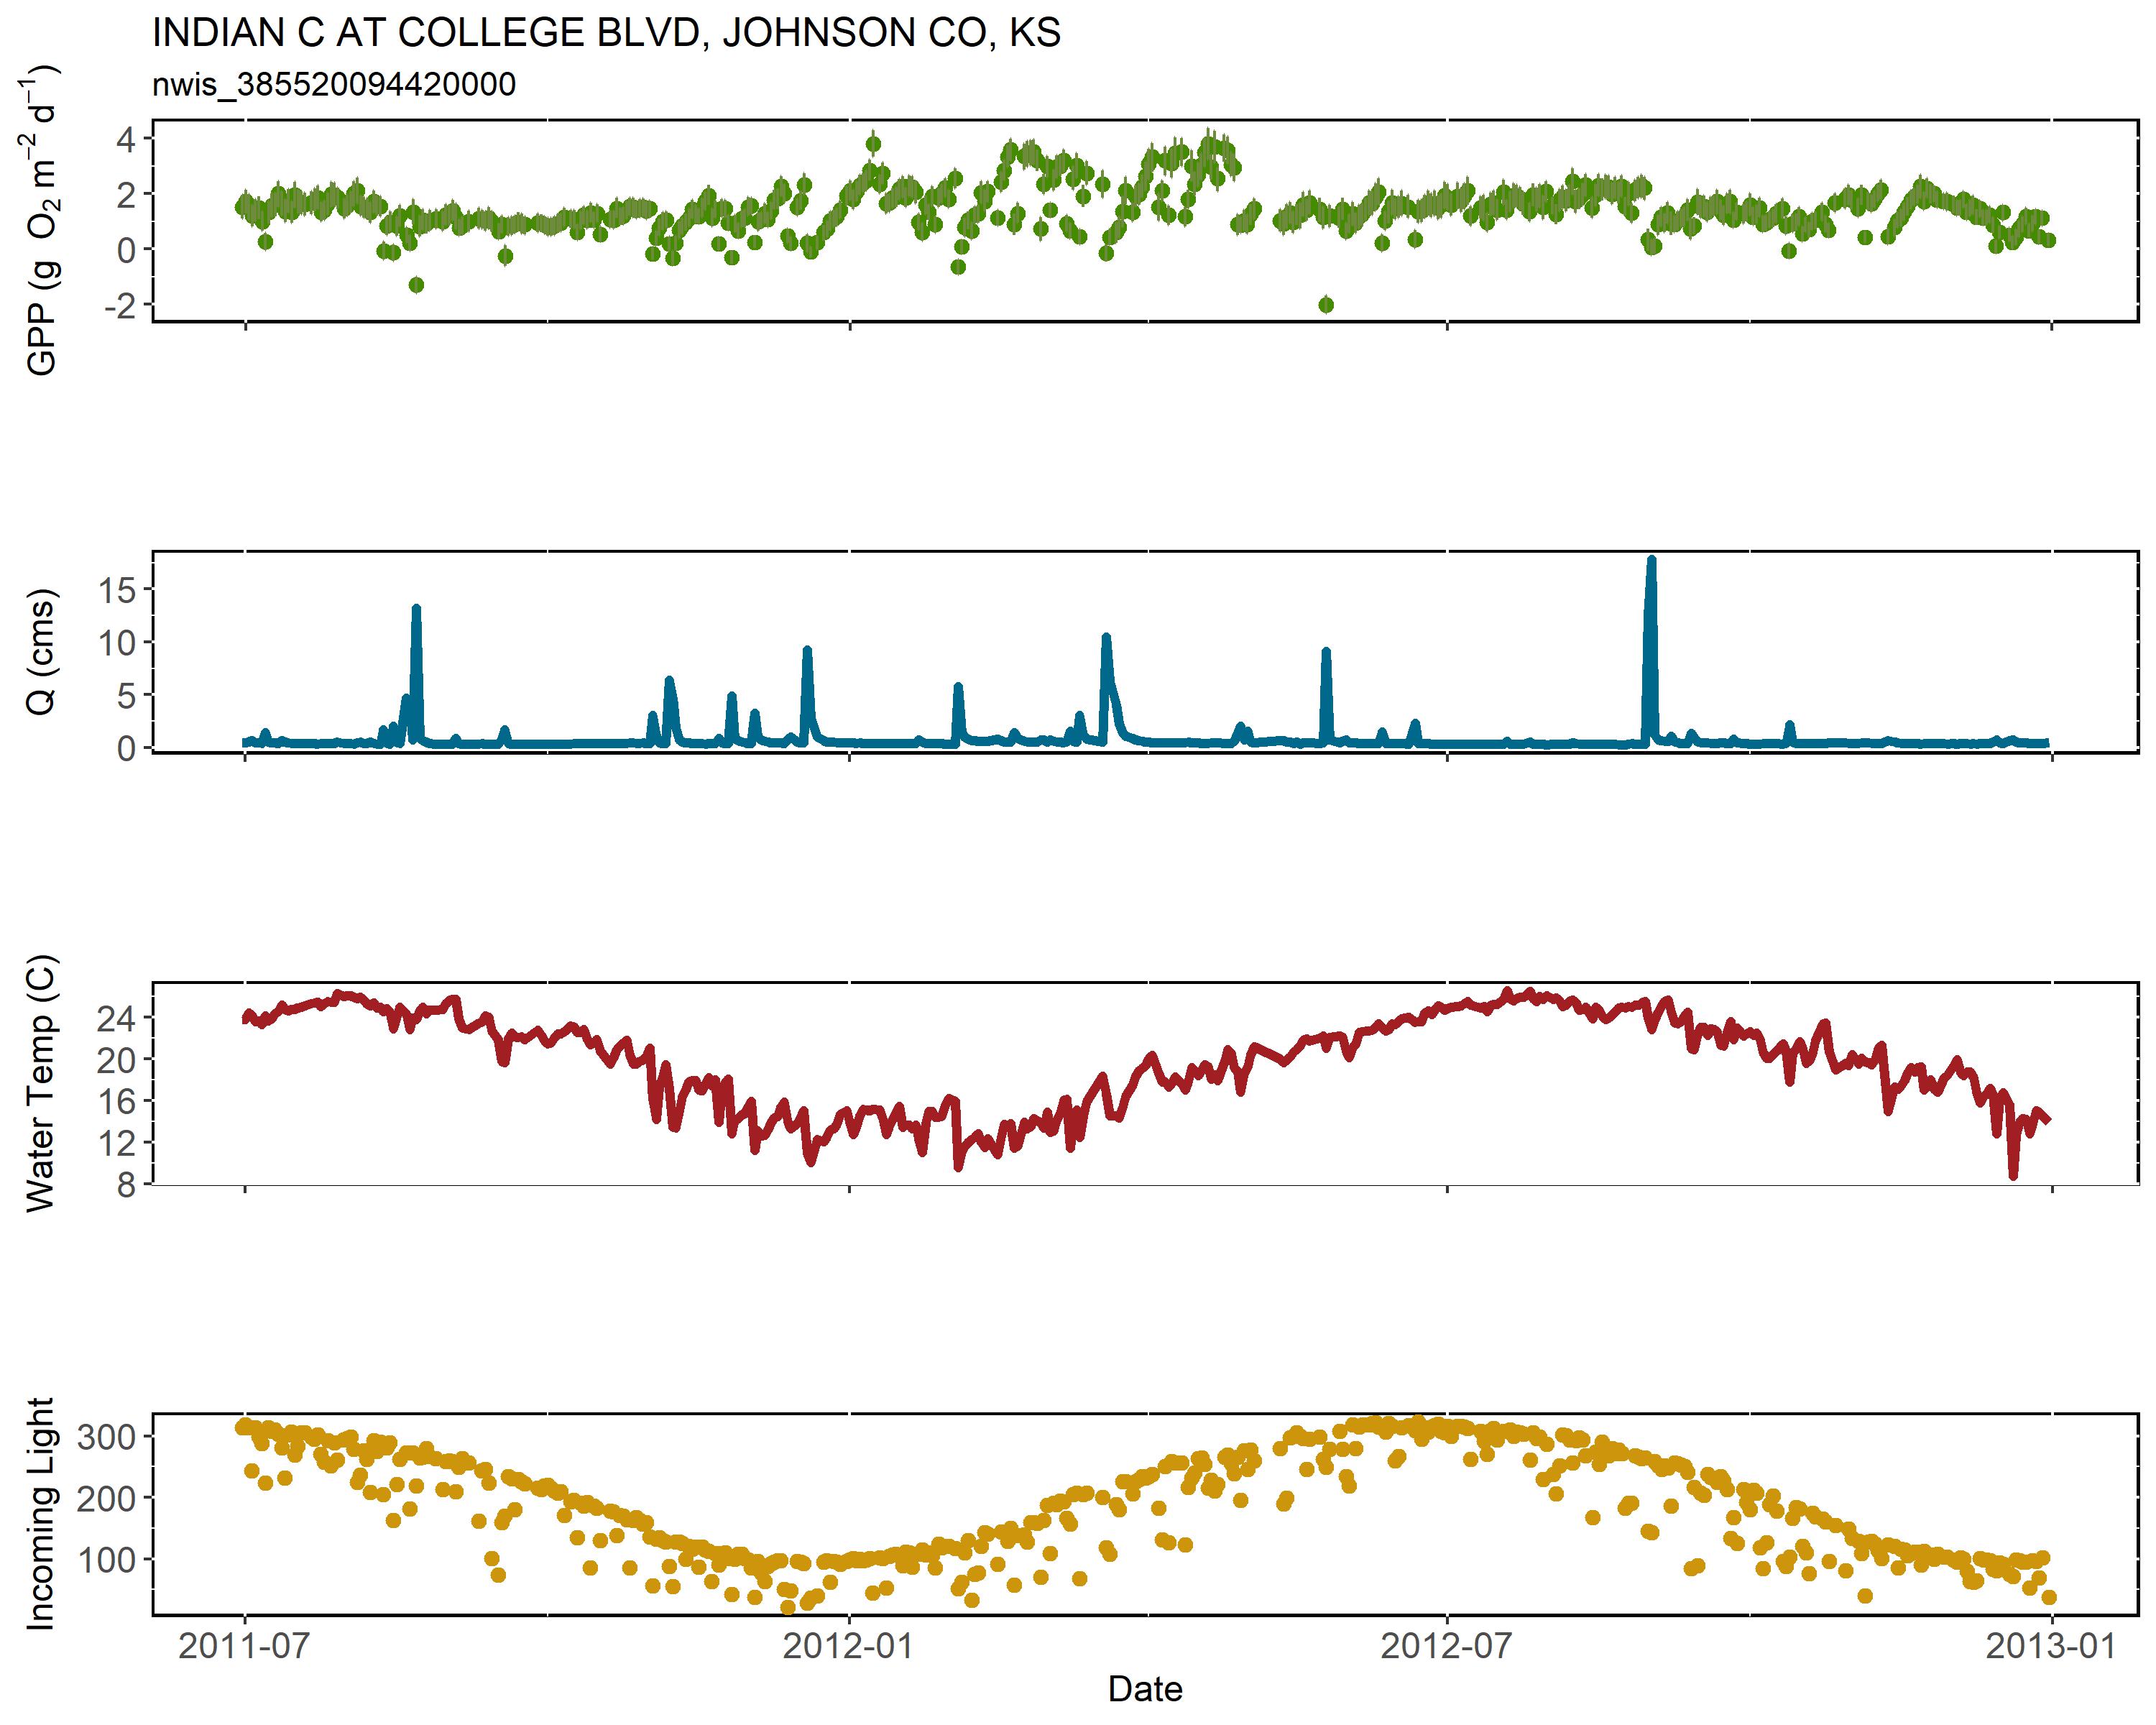 INDIAN C AT COLLEGE BLVD, JOHNSON CO, KS
nwis_385520094420000
GPP (g O₂ m⁻² d⁻¹)
4
2
0
-2
Q (cms)
15
10
5
0
Water Temp (C)
24
20
16
12
8
Incoming Light
300
200
100
2011-07 2012-01 2012-07 2013-01
Date